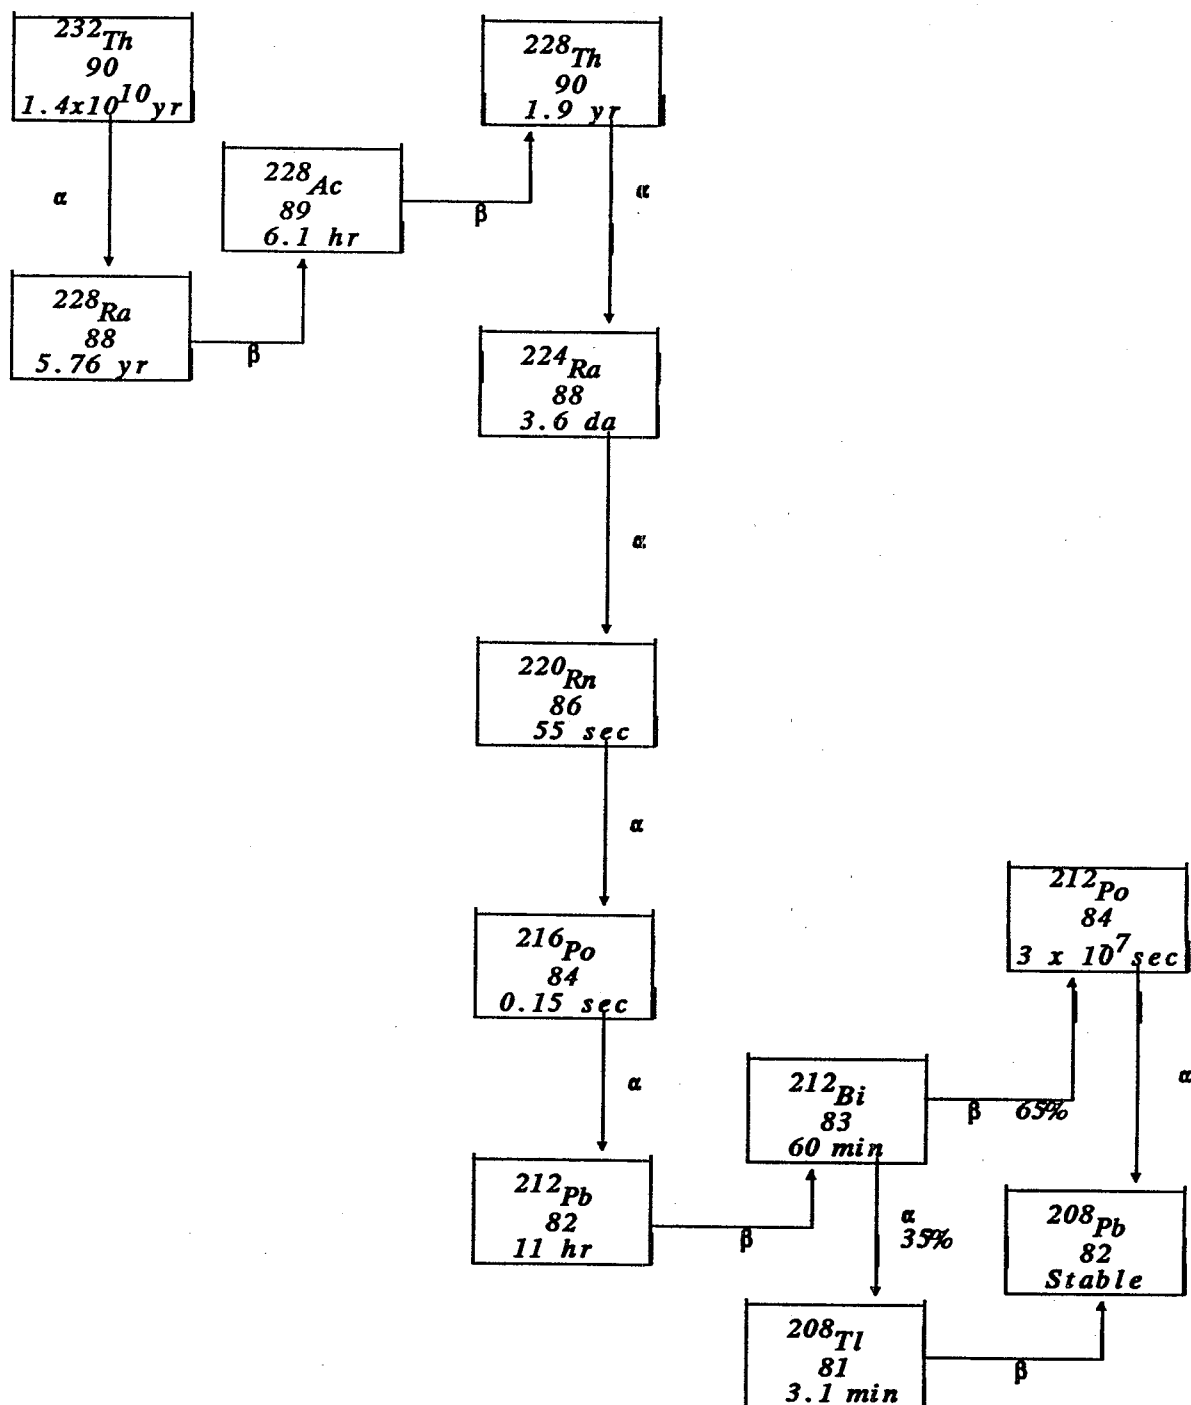 232Th
90
1.4x10^10 yr
α
228Ra
88
5.76 yr
β
228Ac
89
6.1 hr
β
228Th
90
1.9 yr
α
224Ra
88
3.6 da
α
220Rn
86
55 sec
α
216Po
84
0.15 sec
α
212Pb
82
11 hr
β
212Bi
83
60 min
β 65%
212Po
84
3 x 10^-7 sec
α
α
35%
208Tl
81
3.1 min
β
208Pb
82
Stable